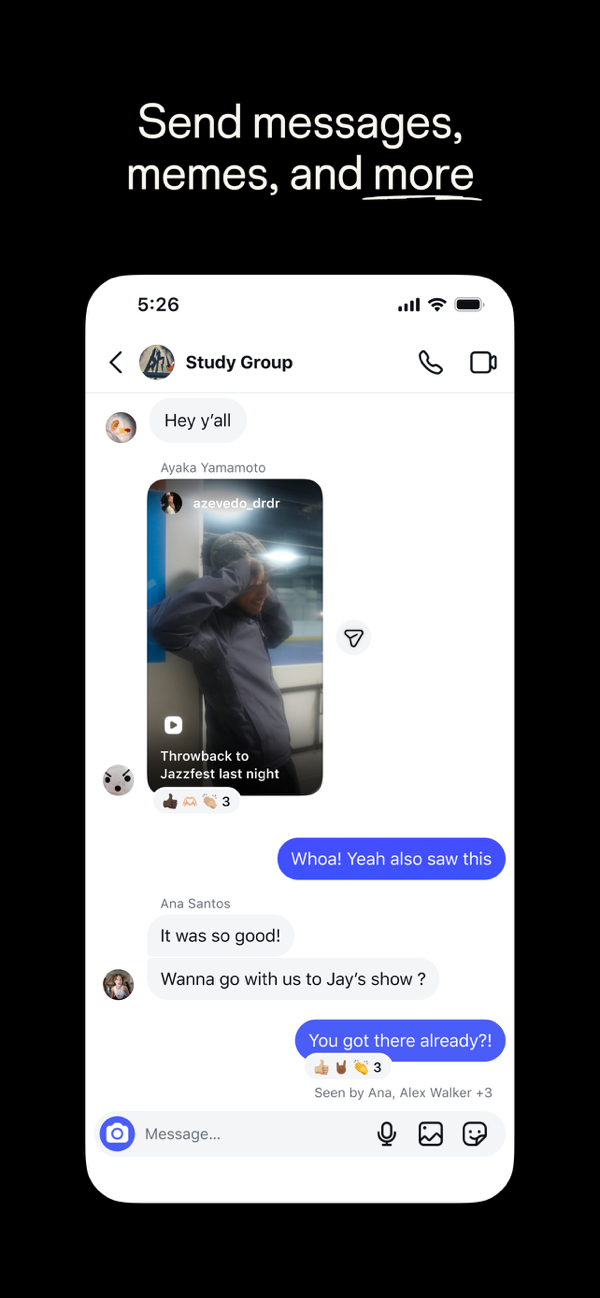 Send messages,
memes, and more
5:26
Study Group
Hey y’all
Ayaka Yamamoto
azevedo_drdr
Throwback to
Jazzfest last night
3
Whoa! Yeah also saw this
Ana Santos
It was so good!
Wanna go with us to Jay’s show ?
You got there already?!
3
Seen by Ana, Alex Walker +3
Message...